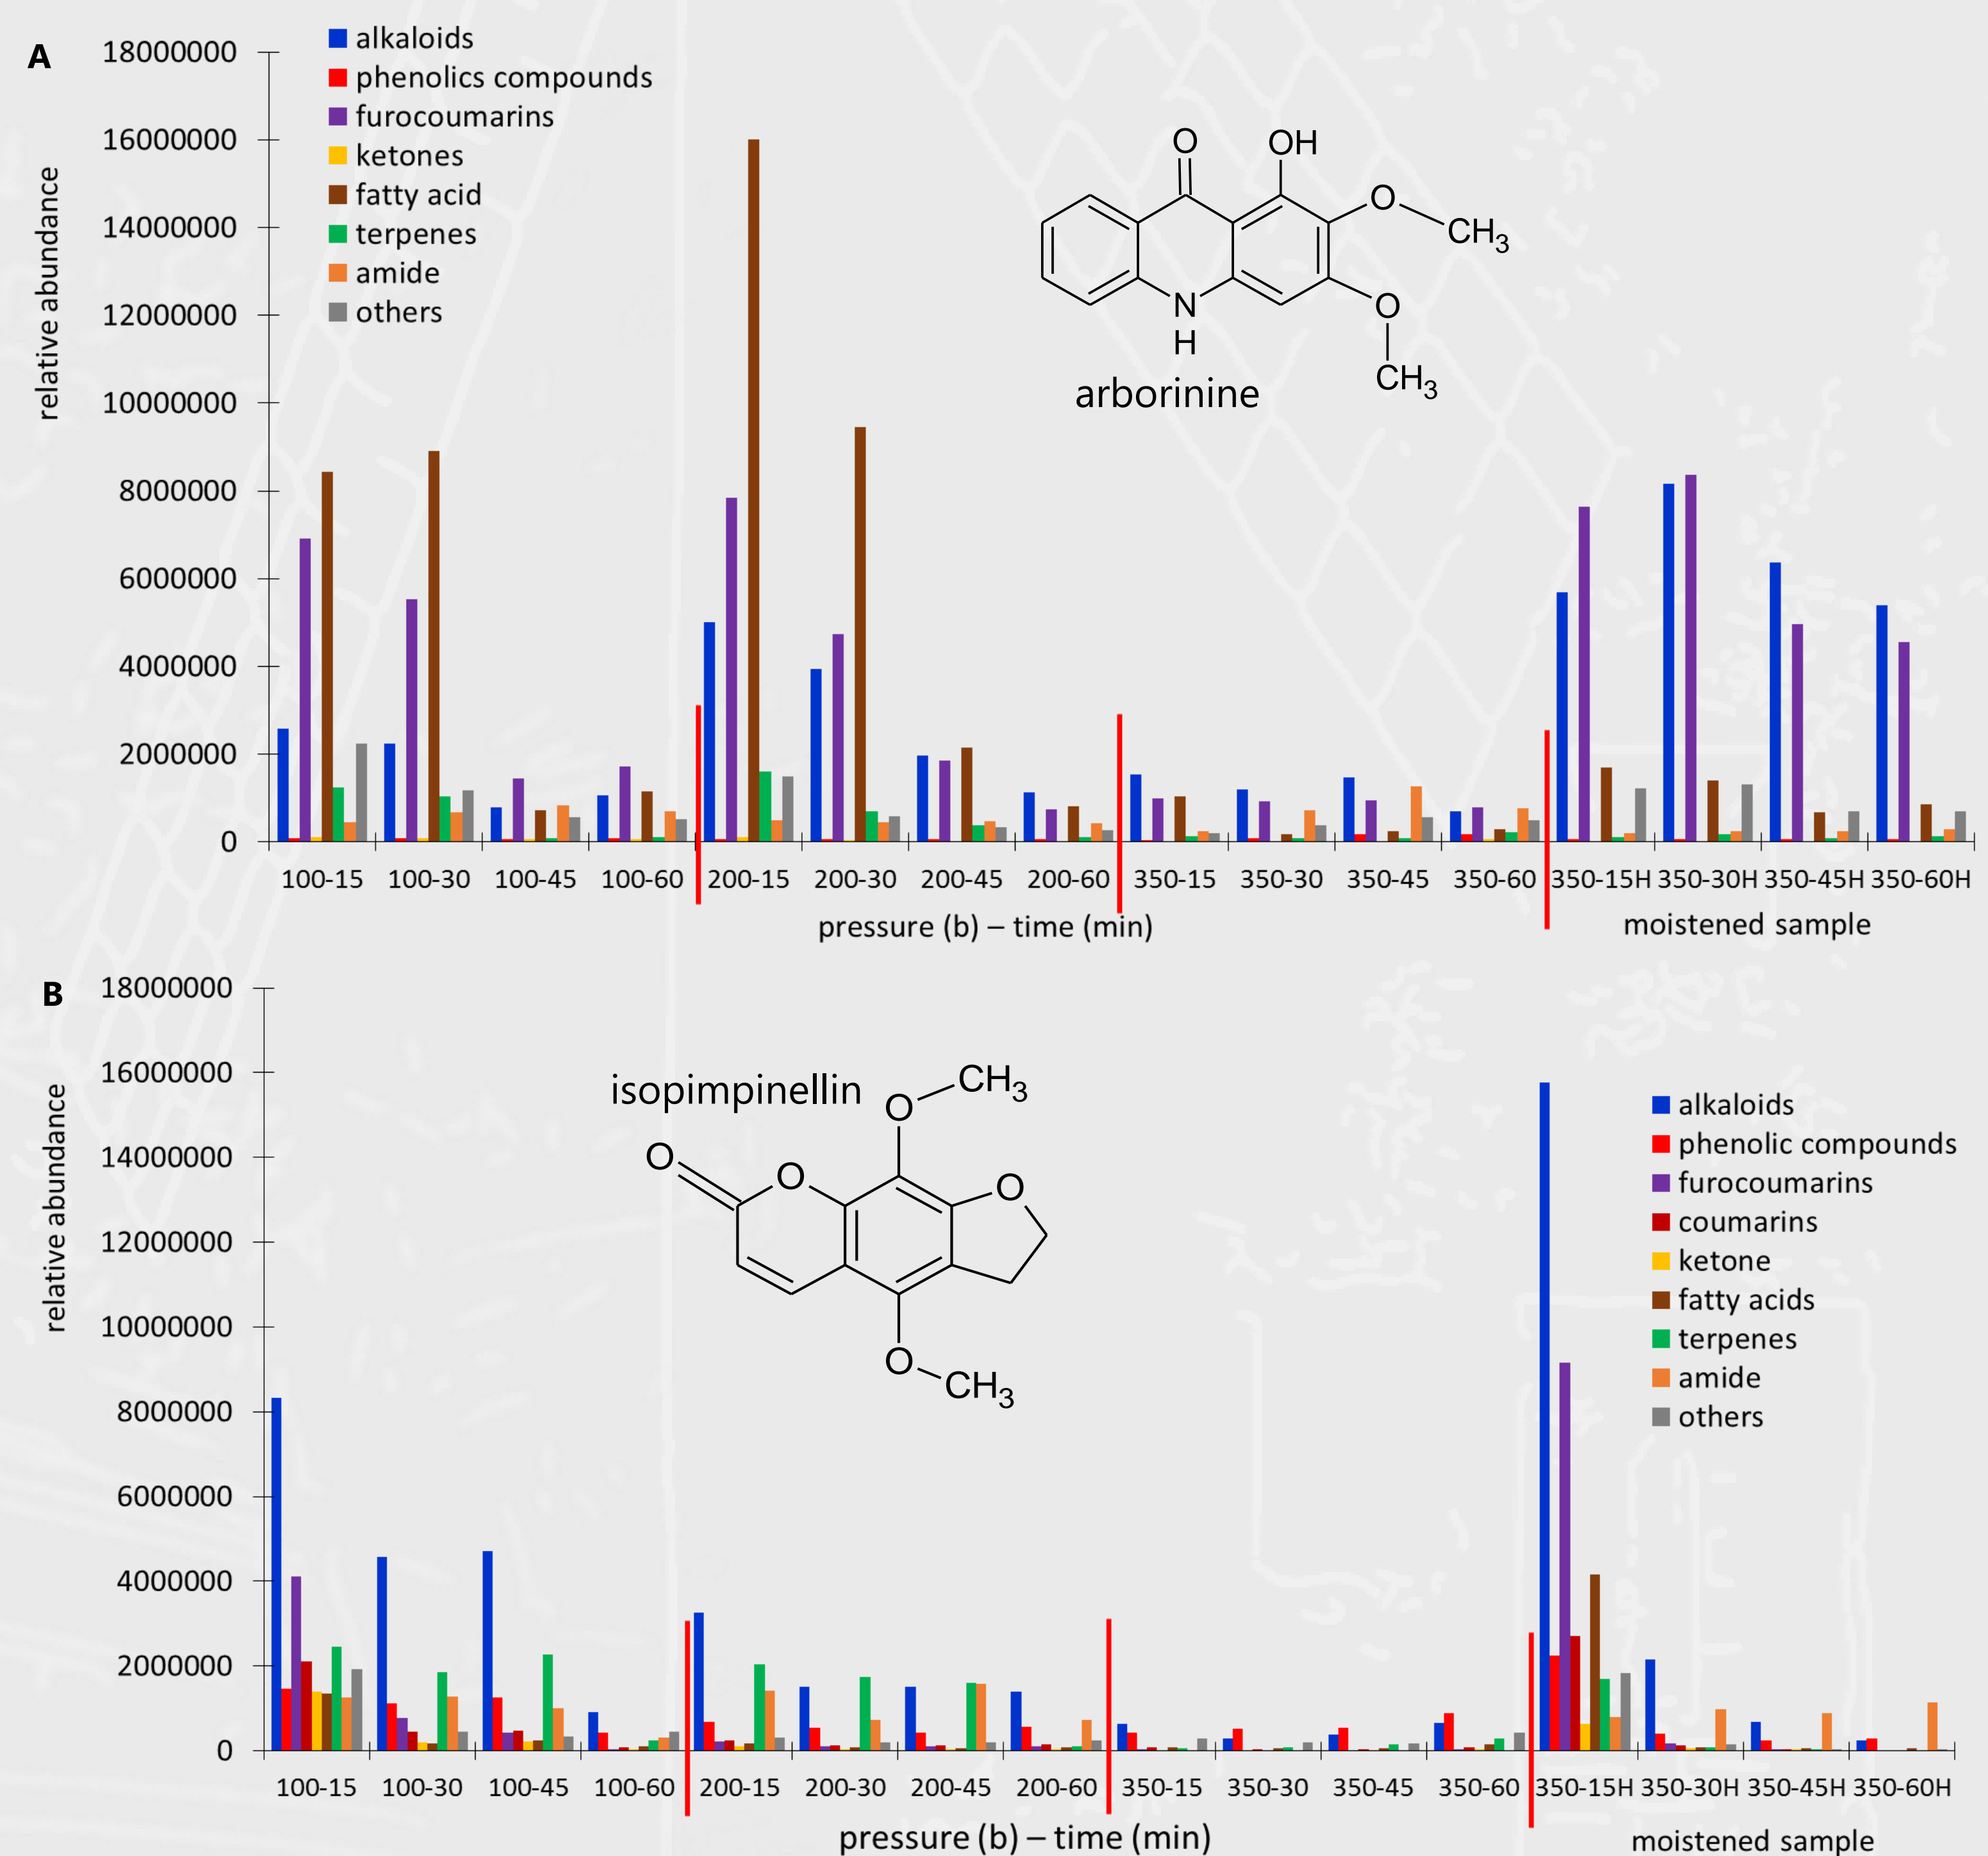 A
18000000
16000000
14000000
12000000
10000000
8000000
6000000
4000000
2000000
0
relative abundance
alkaloids
phenolics compounds
furocoumarins
ketones
fatty acid
terpenes
amide
others
O
OH
O
CH3
O
CH3
N
H
arborinine
100-15 100-30 100-45 100-60 200-15 200-30 200-45 200-60 350-15 350-30 350-45 350-60 350-15H 350-30H 350-45H 350-60H
pressure (b) – time (min)
moistened sample
B
18000000
16000000
14000000
12000000
10000000
8000000
6000000
4000000
2000000
0
relative abundance
isopimpinellin
O
CH3
O
O
O
O
CH3
alkaloids
phenolic compounds
furocoumarins
coumarins
ketone
fatty acids
terpenes
amide
others
100-15 100-30 100-45 100-60 200-15 200-30 200-45 200-60 350-15 350-30 350-45 350-60 350-15H 350-30H 350-45H 350-60H
pressure (b) – time (min)
moistened sample